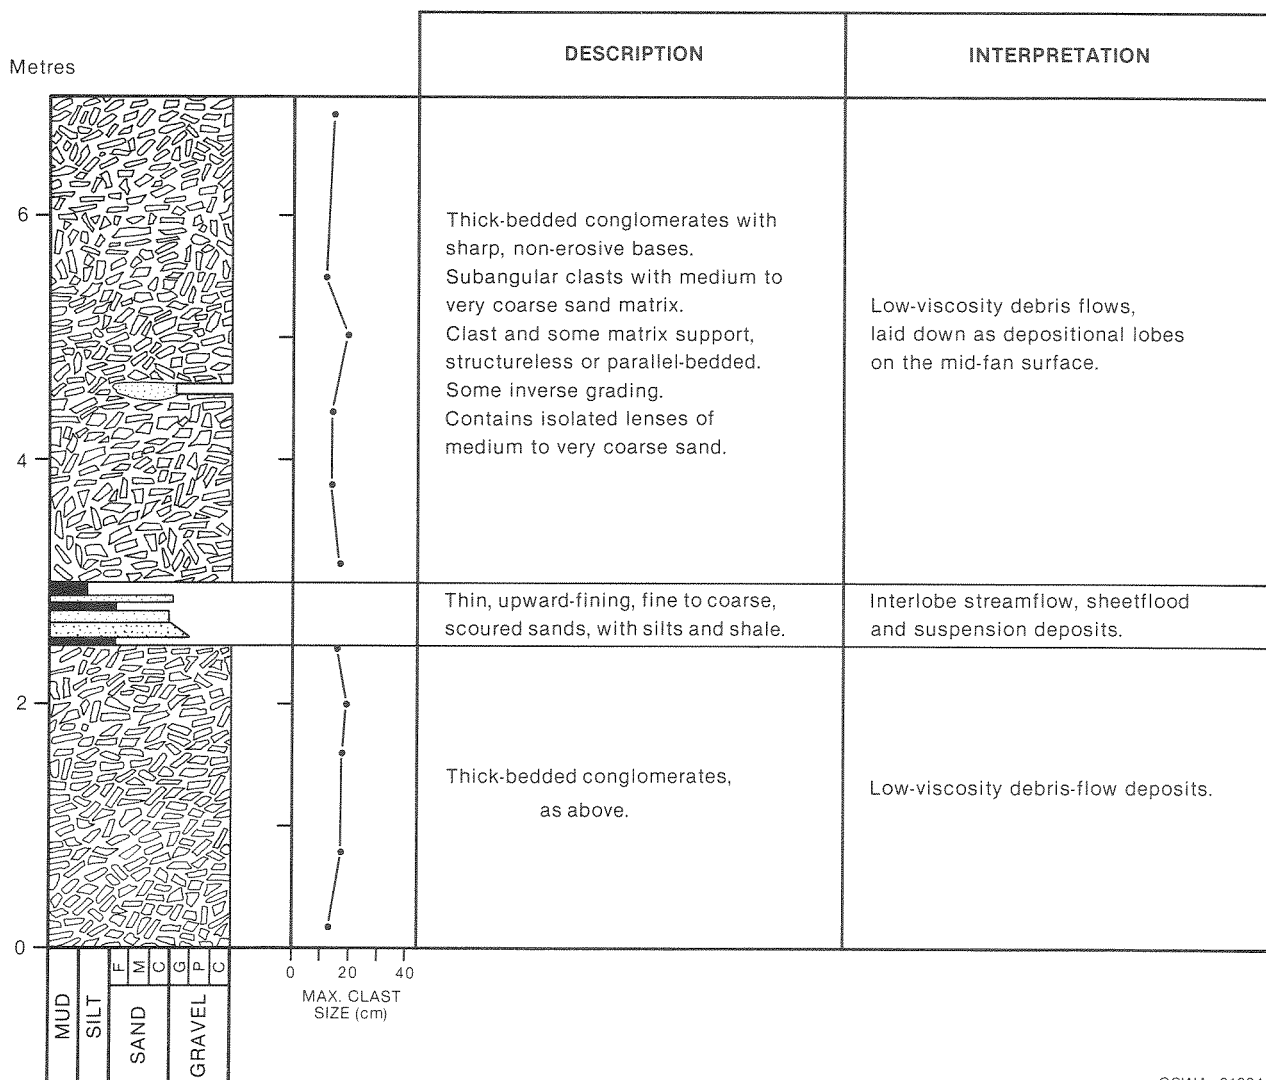 DESCRIPTION
INTERPRETATION
Metres
6
Thick-bedded conglomerates with
sharp, non-erosive bases.
Subangular clasts with medium to
very coarse sand matrix.
Clast and some matrix support,
structureless or parallel-bedded.
Some inverse grading.
Contains isolated lenses of
medium to very coarse sand.
Low-viscosity debris flows,
laid down as depositional lobes
on the mid-fan surface.
4
Thin, upward-fining, fine to coarse,
scoured sands, with silts and shale.
Interlobe streamflow, sheetflood
and suspension deposits.
2
Thick-bedded conglomerates,
as above.
Low-viscosity debris-flow deposits.
0
F M C G P C
MUD
SILT
SAND
GRAVEL
0 20 40
MAX. CLAST
SIZE (cm)